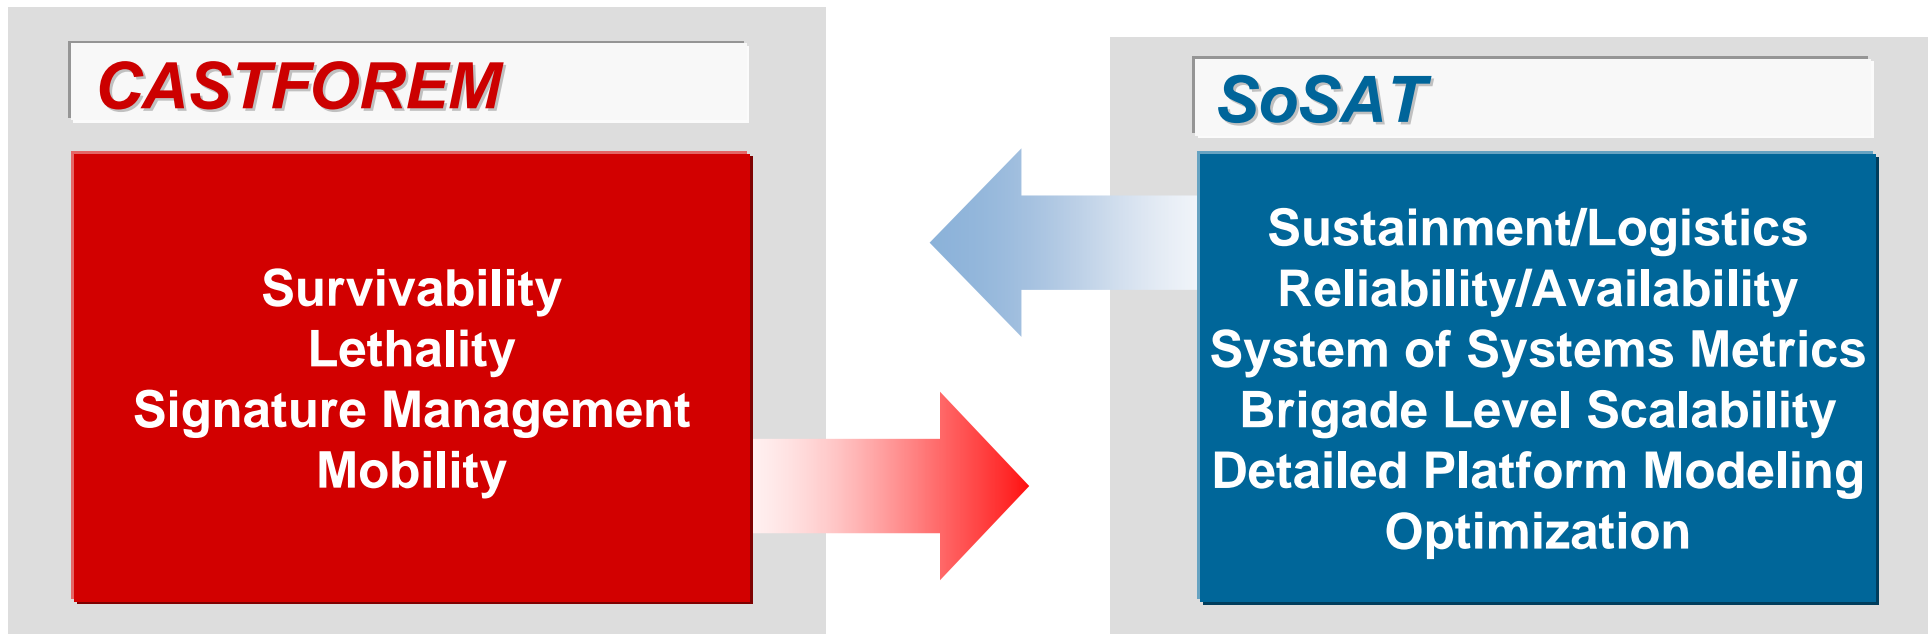 CASTFOREM
Survivability
Lethality
Signature Management
Mobility
SoSAT
Sustainment/Logistics
Reliability/Availability
System of Systems Metrics
Brigade Level Scalability
Detailed Platform Modeling
Optimization